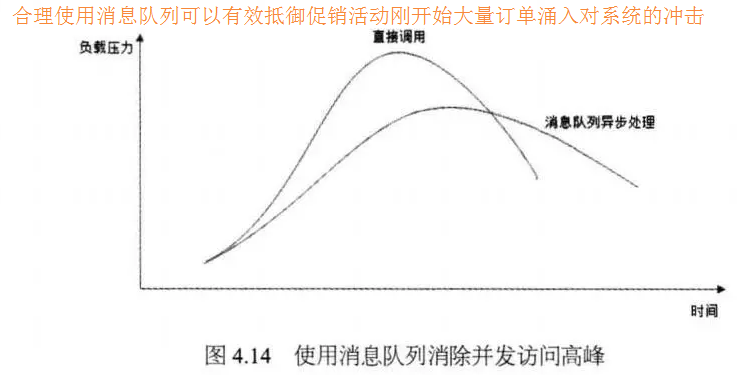 合理使用消息队列可以有效抵御促销活动刚开始大量订单涌入对系统的冲击
负载压力
直接调用
消息队列异步处理
时间
图 4.14 使用消息队列消除并发访问高峰